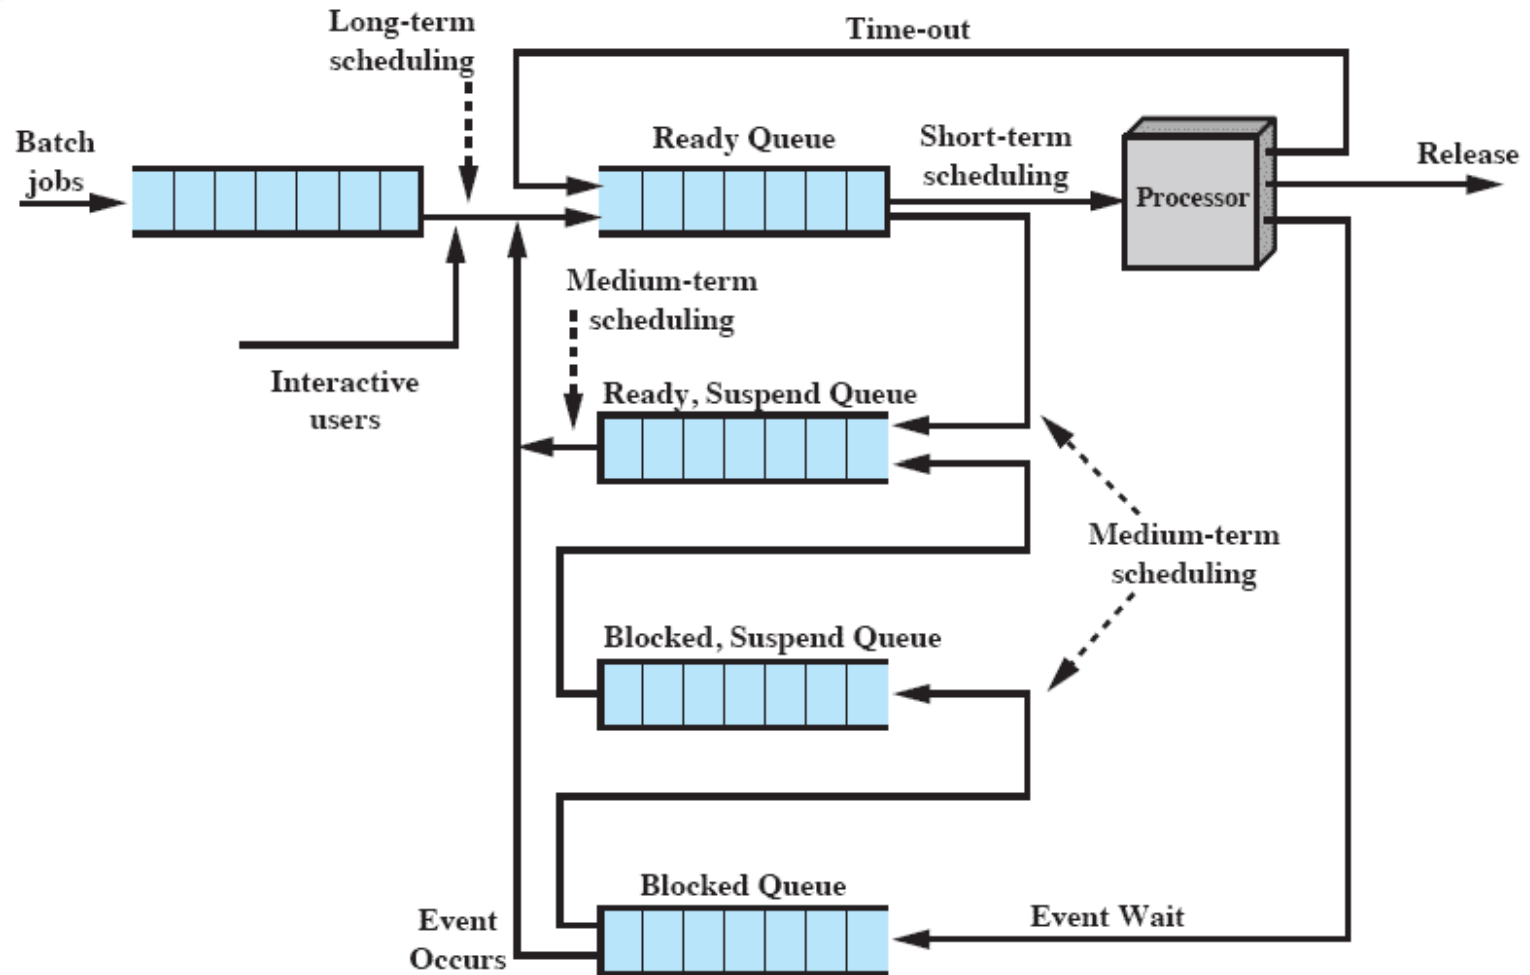 Long-term
scheduling
Time-out
Batch
jobs
Ready Queue
Short-term
scheduling
Processor
Release
Medium-term
scheduling
Interactive
users
Ready, Suspend Queue
Medium-term
scheduling
Blocked, Suspend Queue
Blocked Queue
Event
Occurs
Event Wait